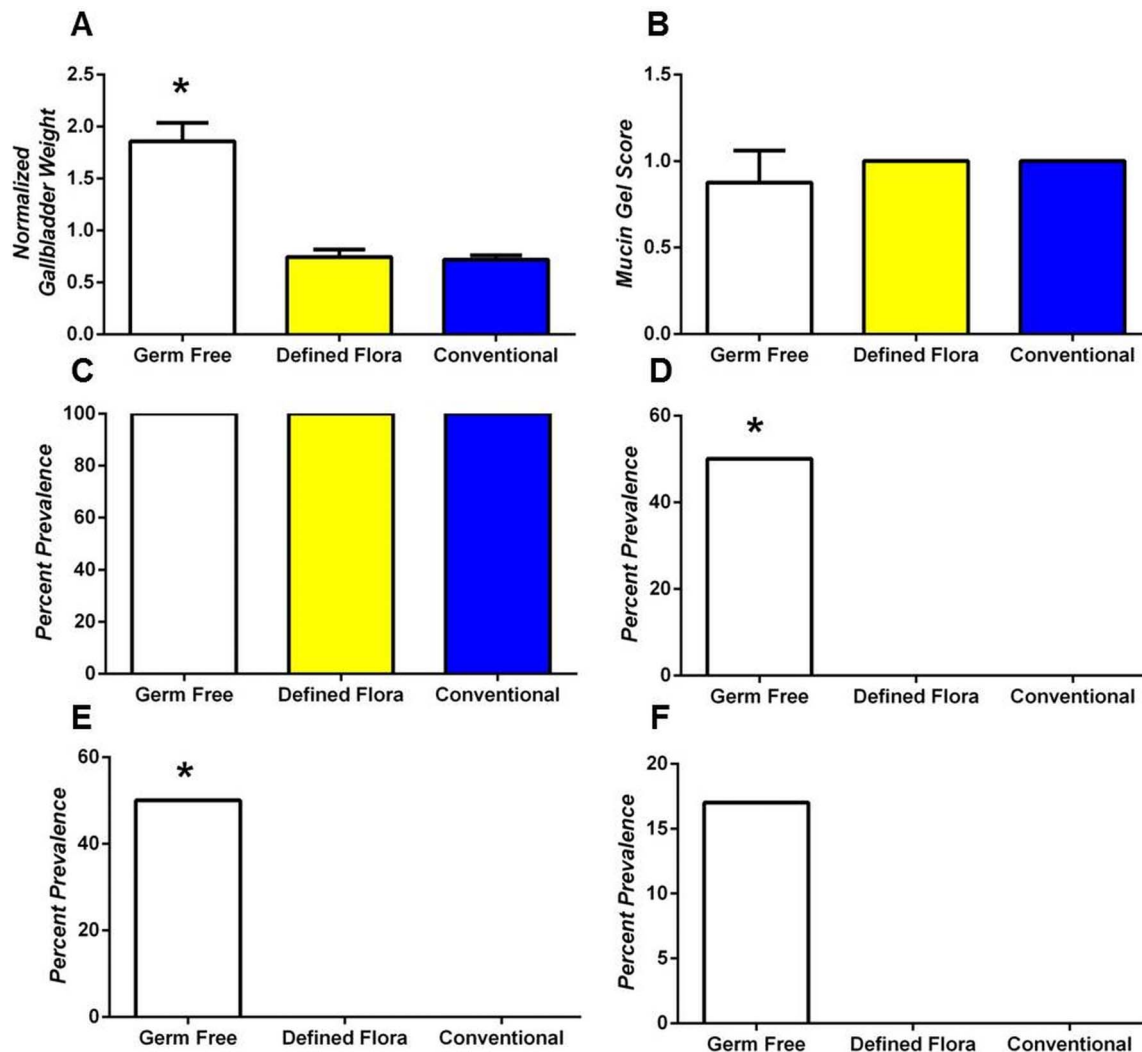 A
Normalized
Gallbladder Weight
2.5
2.0
1.5
1.0
0.5
0.0
*
Germ Free
Defined Flora
Conventional
B
Mucin Gel Score
1.5
1.0
0.5
0.0
Germ Free
Defined Flora
Conventional
C
Percent Prevalence
100
80
60
40
20
0
Germ Free
Defined Flora
Conventional
D
Percent Prevalence
60
40
20
0
*
Germ Free
Defined Flora
Conventional
E
Percent Prevalence
60
40
20
0
*
Germ Free
Defined Flora
Conventional
F
Percent Prevalence
20
15
10
5
0
Germ Free
Defined Flora
Conventional